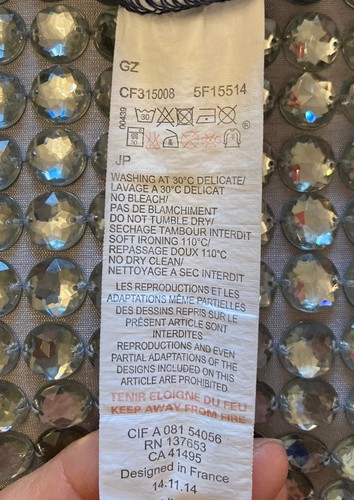 GZ
CF315008 5F15514
00439
30
®
JP
WASHING AT 30°C DELICATE/
LAVAGE A 30°C DELICAT
NO BLEACH/
PAS DE BLANCHIMENT
DO NOT TUMBLE DRY/
SECHAGE TAMBOUR INTERDIT
SOFT IRONING 110°C/
REPASSAGE DOUX 110°C
NO DRY CLEAN/
NETTOYAGE A SEC INTERDIT
LES REPRODUCTIONS ET LES
ADAPTATIONS MÊME PARTIELLES
DES DESSINS REPRIS SUR LE
PRÉSENT ARTICLE SONT
INTERDITES
REPRODUCTIONS AND EVEN
PARTIAL ADAPTATIONS OF THE
DESIGNS INCLUDED ON THIS
ARTICLE ARE PROHIBITED
TENIR ELOIGNE DU FEU
KEEP AWAY FROM FIRE
CIF A 081 54056
RN 137653
CA 41495
Designed in France
14.11.14